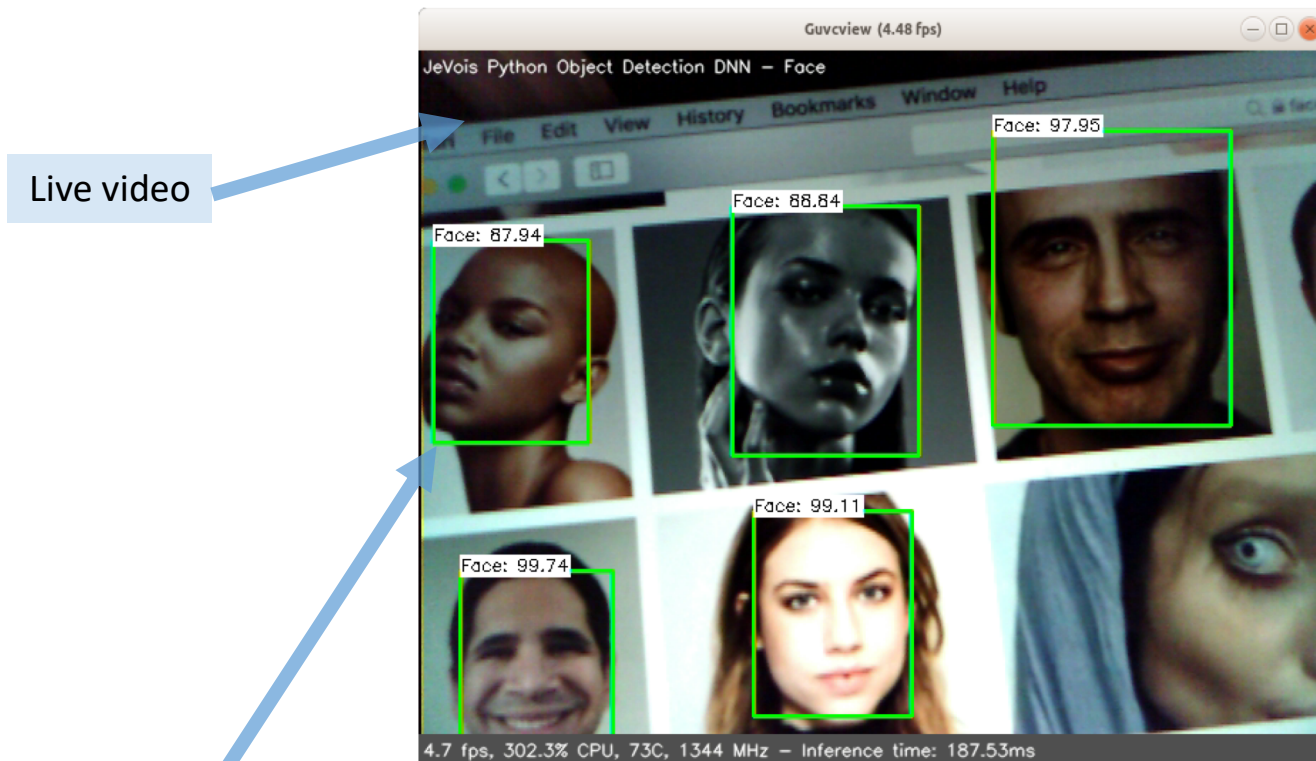 Guvcview (4.48 fps)
JeVois Python Object Detection DNN – Face
File Edit View History Bookmarks Window Help
Live video
Face: 97.95
Face: 88.84
Face: 87.94
Face: 99.11
Face: 99.74
4.7 fps, 302.3% CPU, 73C, 1344 MHz – Inference time: 187.53ms